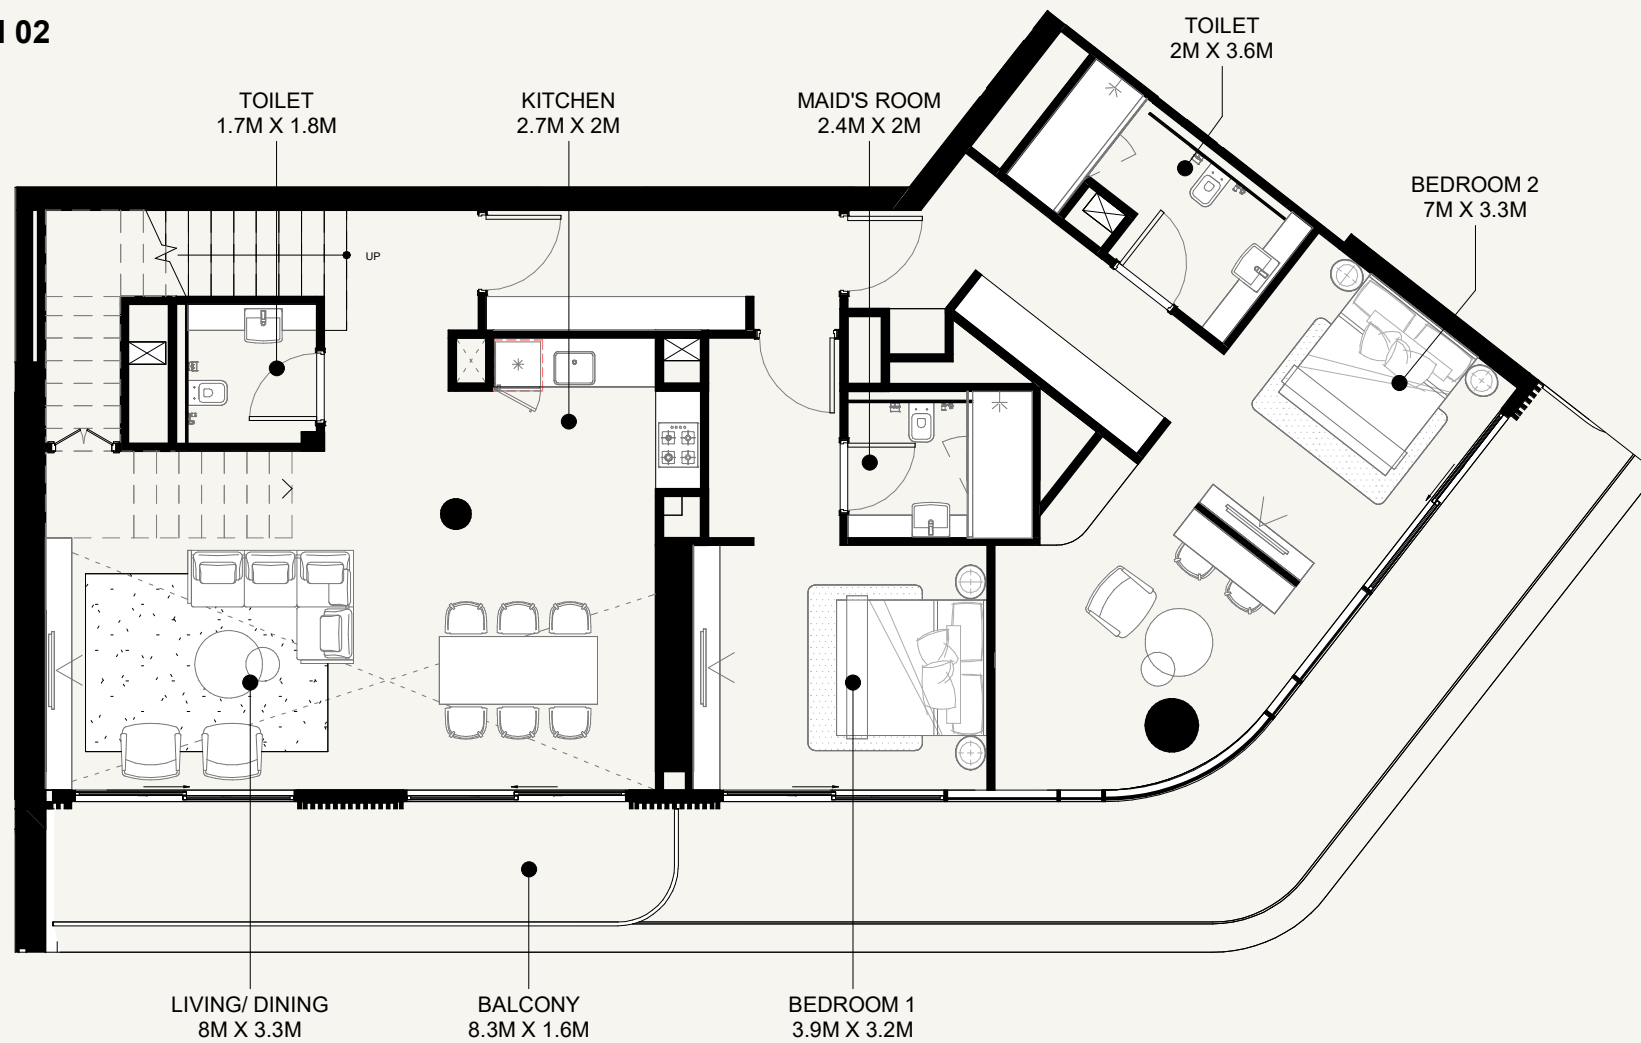 02
TOILET
2M X 3.6M
TOILET
1.7M X 1.8M
KITCHEN
2.7M X 2M
MAID'S ROOM
2.4M X 2M
BEDROOM 2
7M X 3.3M
UP
LIVING/ DINING
8M X 3.3M
BALCONY
8.3M X 1.6M
BEDROOM 1
3.9M X 3.2M